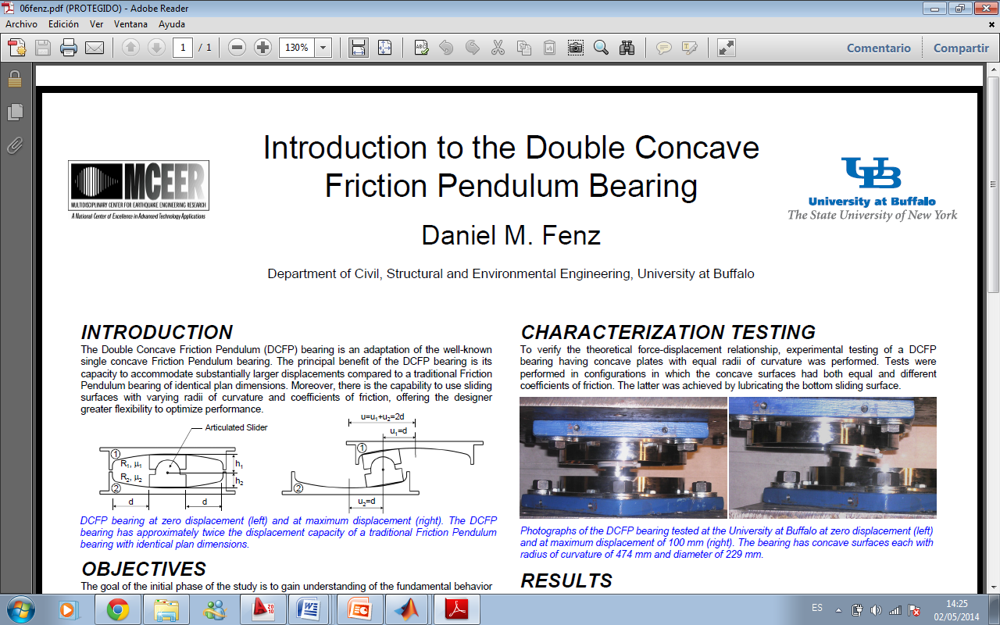 06fenz.pdf (PROTEGIDO) - Adobe Reader
Archivo Edición Ver Ventana Ayuda
1 / 1 130% Comentario Compartir
MCEER
MULTIDISCIPLINARY CENTER FOR EARTHQUAKE ENGINEERING RESEARCH
A National Center of Excellence in Advanced Technology Applications
Introduction to the Double Concave
Friction Pendulum Bearing
UB
University at Buffalo
The State University of New York
Daniel M. Fenz
Department of Civil, Structural and Environmental Engineering, University at Buffalo
INTRODUCTION
The Double Concave Friction Pendulum (DCFP) bearing is an adaptation of the well-known
single concave Friction Pendulum bearing. The principal benefit of the DCFP bearing is its
capacity to accommodate substantially larger displacements compared to a traditional Friction
Pendulum bearing of identical plan dimensions. Moreover, there is the capability to use sliding
surfaces with varying radii of curvature and coefficients of friction, offering the designer
greater flexibility to optimize performance.
Articulated Slider
1
R₁, μ₁
R₂, μ₂
2
h₁
h₂
d d
u=u₁+u₂=2d
u₁=d
1
2
u₂=d
DCFP bearing at zero displacement (left) and at maximum displacement (right). The DCFP
bearing has approximately twice the displacement capacity of a traditional Friction Pendulum
bearing with identical plan dimensions.
OBJECTIVES
The goal of the initial phase of the study is to gain understanding of the fundamental behavior
CHARACTERIZATION TESTING
To verify the theoretical force-displacement relationship, experimental testing of a DCFP
bearing having concave plates with equal radii of curvature was performed. Tests were
performed in configurations in which the concave surfaces had both equal and different
coefficients of friction. The latter was achieved by lubricating the bottom sliding surface.
Photographs of the DCFP bearing tested at the University at Buffalo at zero displacement (left)
and at maximum displacement of 100 mm (right). The bearing has concave surfaces each with
radius of curvature of 474 mm and diameter of 229 mm.
RESULTS
ES
14:25
02/05/2014